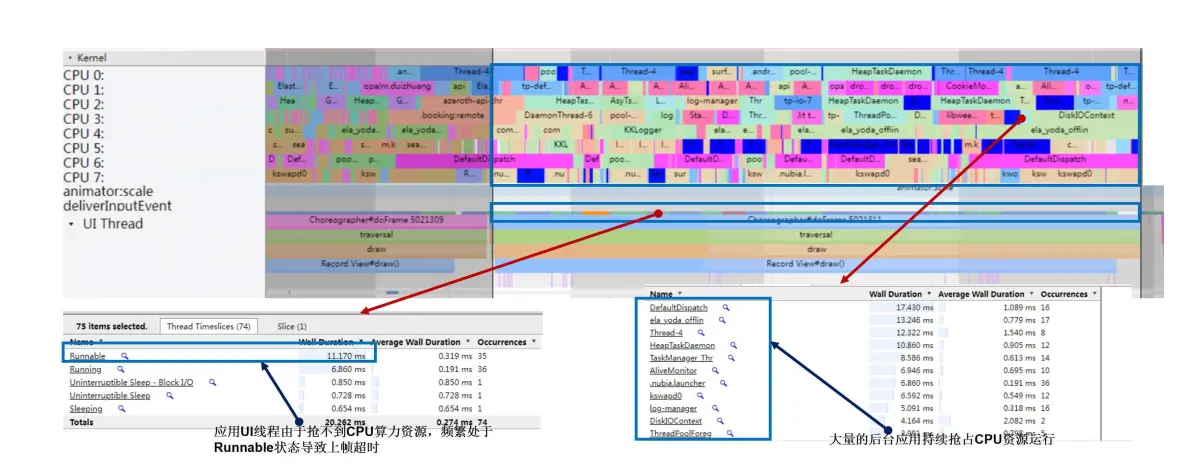 Kernel
CPU 0:
CPU 1:
CPU 2:
CPU 3:
CPU 4:
CPU 5:
CPU 6:
CPU 7:
animator:scale
deliverInputEvent
UI Thread
.an... Thread-4 poo T... Thread-4 surf... .andr... pool-... HeapTaskDaemon Thr... Thread-4 Thread-4
Elast... E... opalm.duizhuang api Ela. tp-def... A... A... A... A... api opa dro... dro... CookieMo... Ali... o... tp-def...
Hea G... Heap... G... azeroth-api-thr HeapTas... AsyTs... L... log-manager Thr tp-io-7 HeapTaskDaemon HeapTaskDaemon T... tp-... n...
.booking:remote DaemonThread-6 pool-... log Sta... D... Thr... Jit t tp- ThreadPo... D... libwee... t... DiskIOContext
c su... ela_yoda... ela_yoda... com... com KKLogger ela... e... ela_yoda_offlin ela_yoda_offlin
s... sea m.k sea... s... KKL I... I... I... m.k c...
D Def... poo... p... DefaultDispatch Def poo... DefaultD... poo Defau... DefaultD... sea... DefaultDispatch
kswapd0 ksw R... ...nu... .nu... sur .nubia.l... kswapd0 kwo ksw kswapd0
animator:scale
Choreographer#doFrame 5021309 Choreographer#doFrame 5021311
traversal traversal
draw draw
Record View#draw() Record View#draw()
75 items selected. Thread Timeslices (74) Slice (1)
Name Wall Duration Average Wall Duration Occurrences
Runnable 11.170 ms 0.319 ms 35
Running 6.860 ms 0.191 ms 36
Uninterruptible Sleep - Block I/O 0.850 ms 0.850 ms 1
Uninterruptible Sleep 0.728 ms 0.728 ms 1
Sleeping 0.654 ms 0.654 ms 1
Totals 20.262 ms 0.274 ms 74
应用UI线程由于抢不到CPU算力资源，频繁处于
Runnable状态导致上帧超时
Name Wall Duration Average Wall Duration Occurrences
DefaultDispatch 17.430 ms 1.089 ms 16
ela_yoda_offlin 13.246 ms 0.779 ms 17
Thread-4 12.322 ms 1.540 ms 8
HeapTaskDaemon 10.860 ms 0.905 ms 12
TaskManager_Thr 8.586 ms 0.613 ms 14
AliveMonitor 6.946 ms 0.695 ms 10
.nubia.launcher 6.860 ms 0.191 ms 36
kswapd0 6.592 ms 0.549 ms 12
log-manager 5.091 ms 0.318 ms 16
DiskIOContext 4.164 ms 2.082 ms 2
ThreadPoolForeg
大量的后台应用持续抢占CPU资源运行